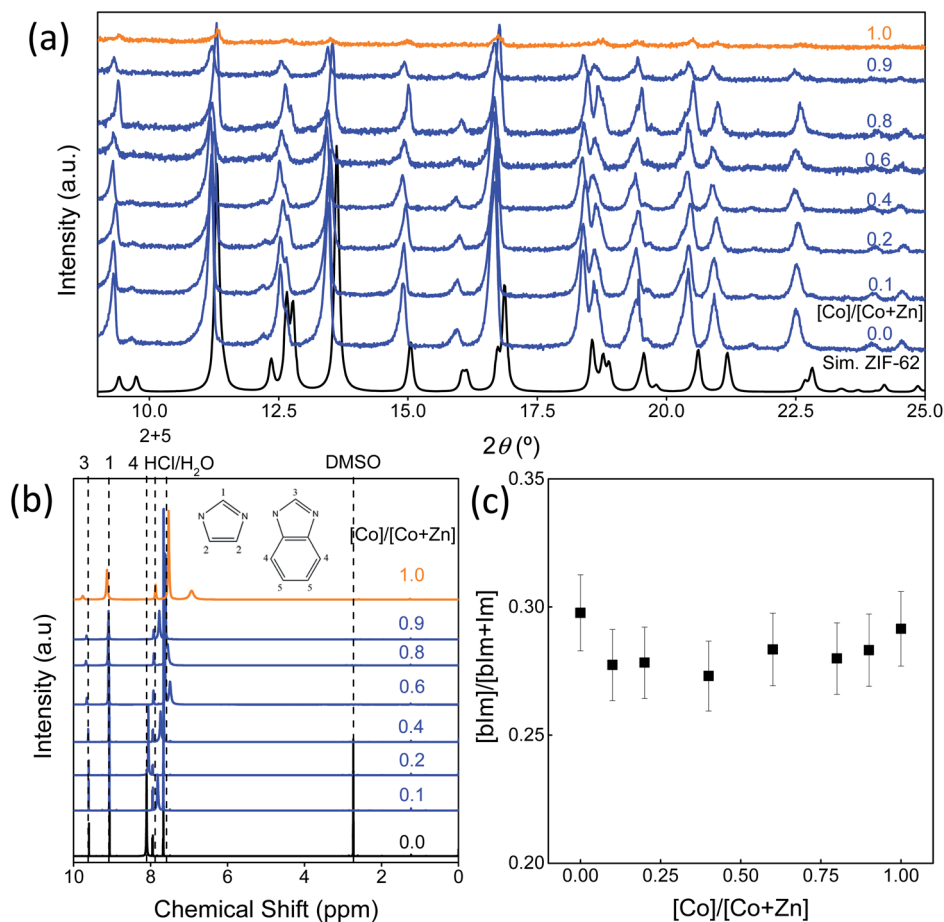 (a)
Intensity (a.u.)
1.0
0.9
0.8
0.6
0.4
0.2
0.1
[Co]/[Co+Zn]
0.0
Sim. ZIF-62
10.0 12.5 15.0 17.5 20.0 22.5 25.0
2θ (º)
(b)
2+5
3 1 4 HCl/H₂O DMSO
Intensity (a.u)
1 3
N N N N
2 2 4 4
5 5
[Co]/[Co+Zn]
1.0
0.9
0.8
0.6
0.4
0.2
0.1
0.0
10 8 6 4 2 0
Chemical Shift (ppm)
(c)
[bIm]/[bIm+Im]
0.35
0.30
0.25
0.20
0.00 0.25 0.50 0.75 1.00
[Co]/[Co+Zn]